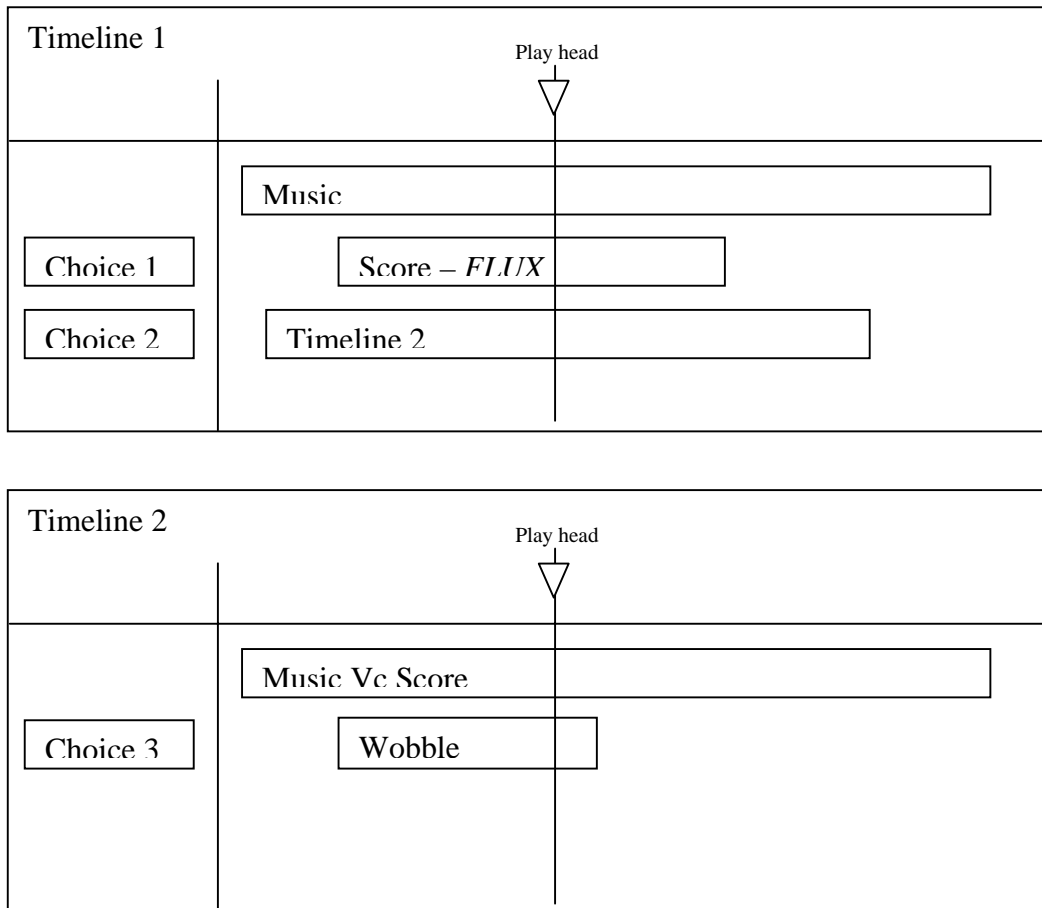 Timeline 1
Play head
Music
Choice 1
Score – FLUX
Choice 2
Timeline 2
Timeline 2
Play head
Music Vc Score
Choice 3
Wobble